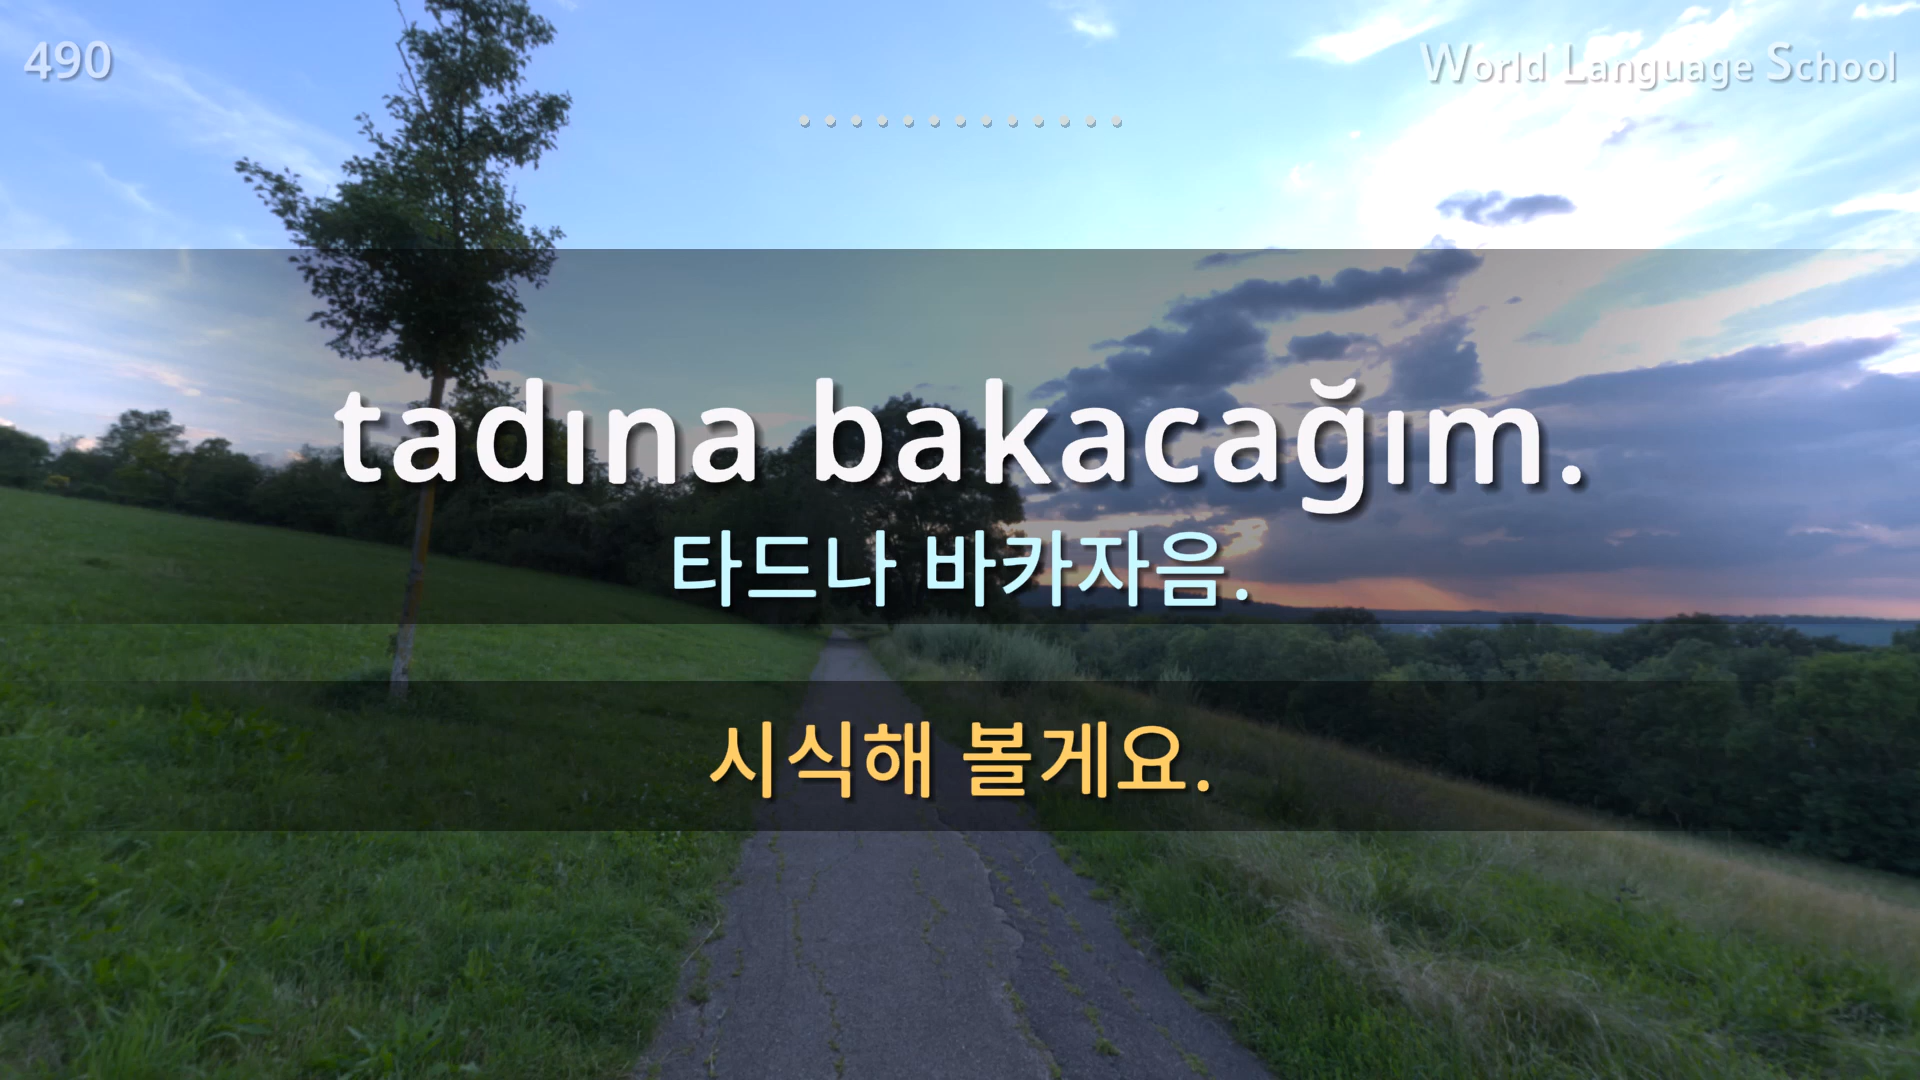 490
World Language School
.............
tadına bakacağım.
타드나 바카자음.
시식해 볼게요.